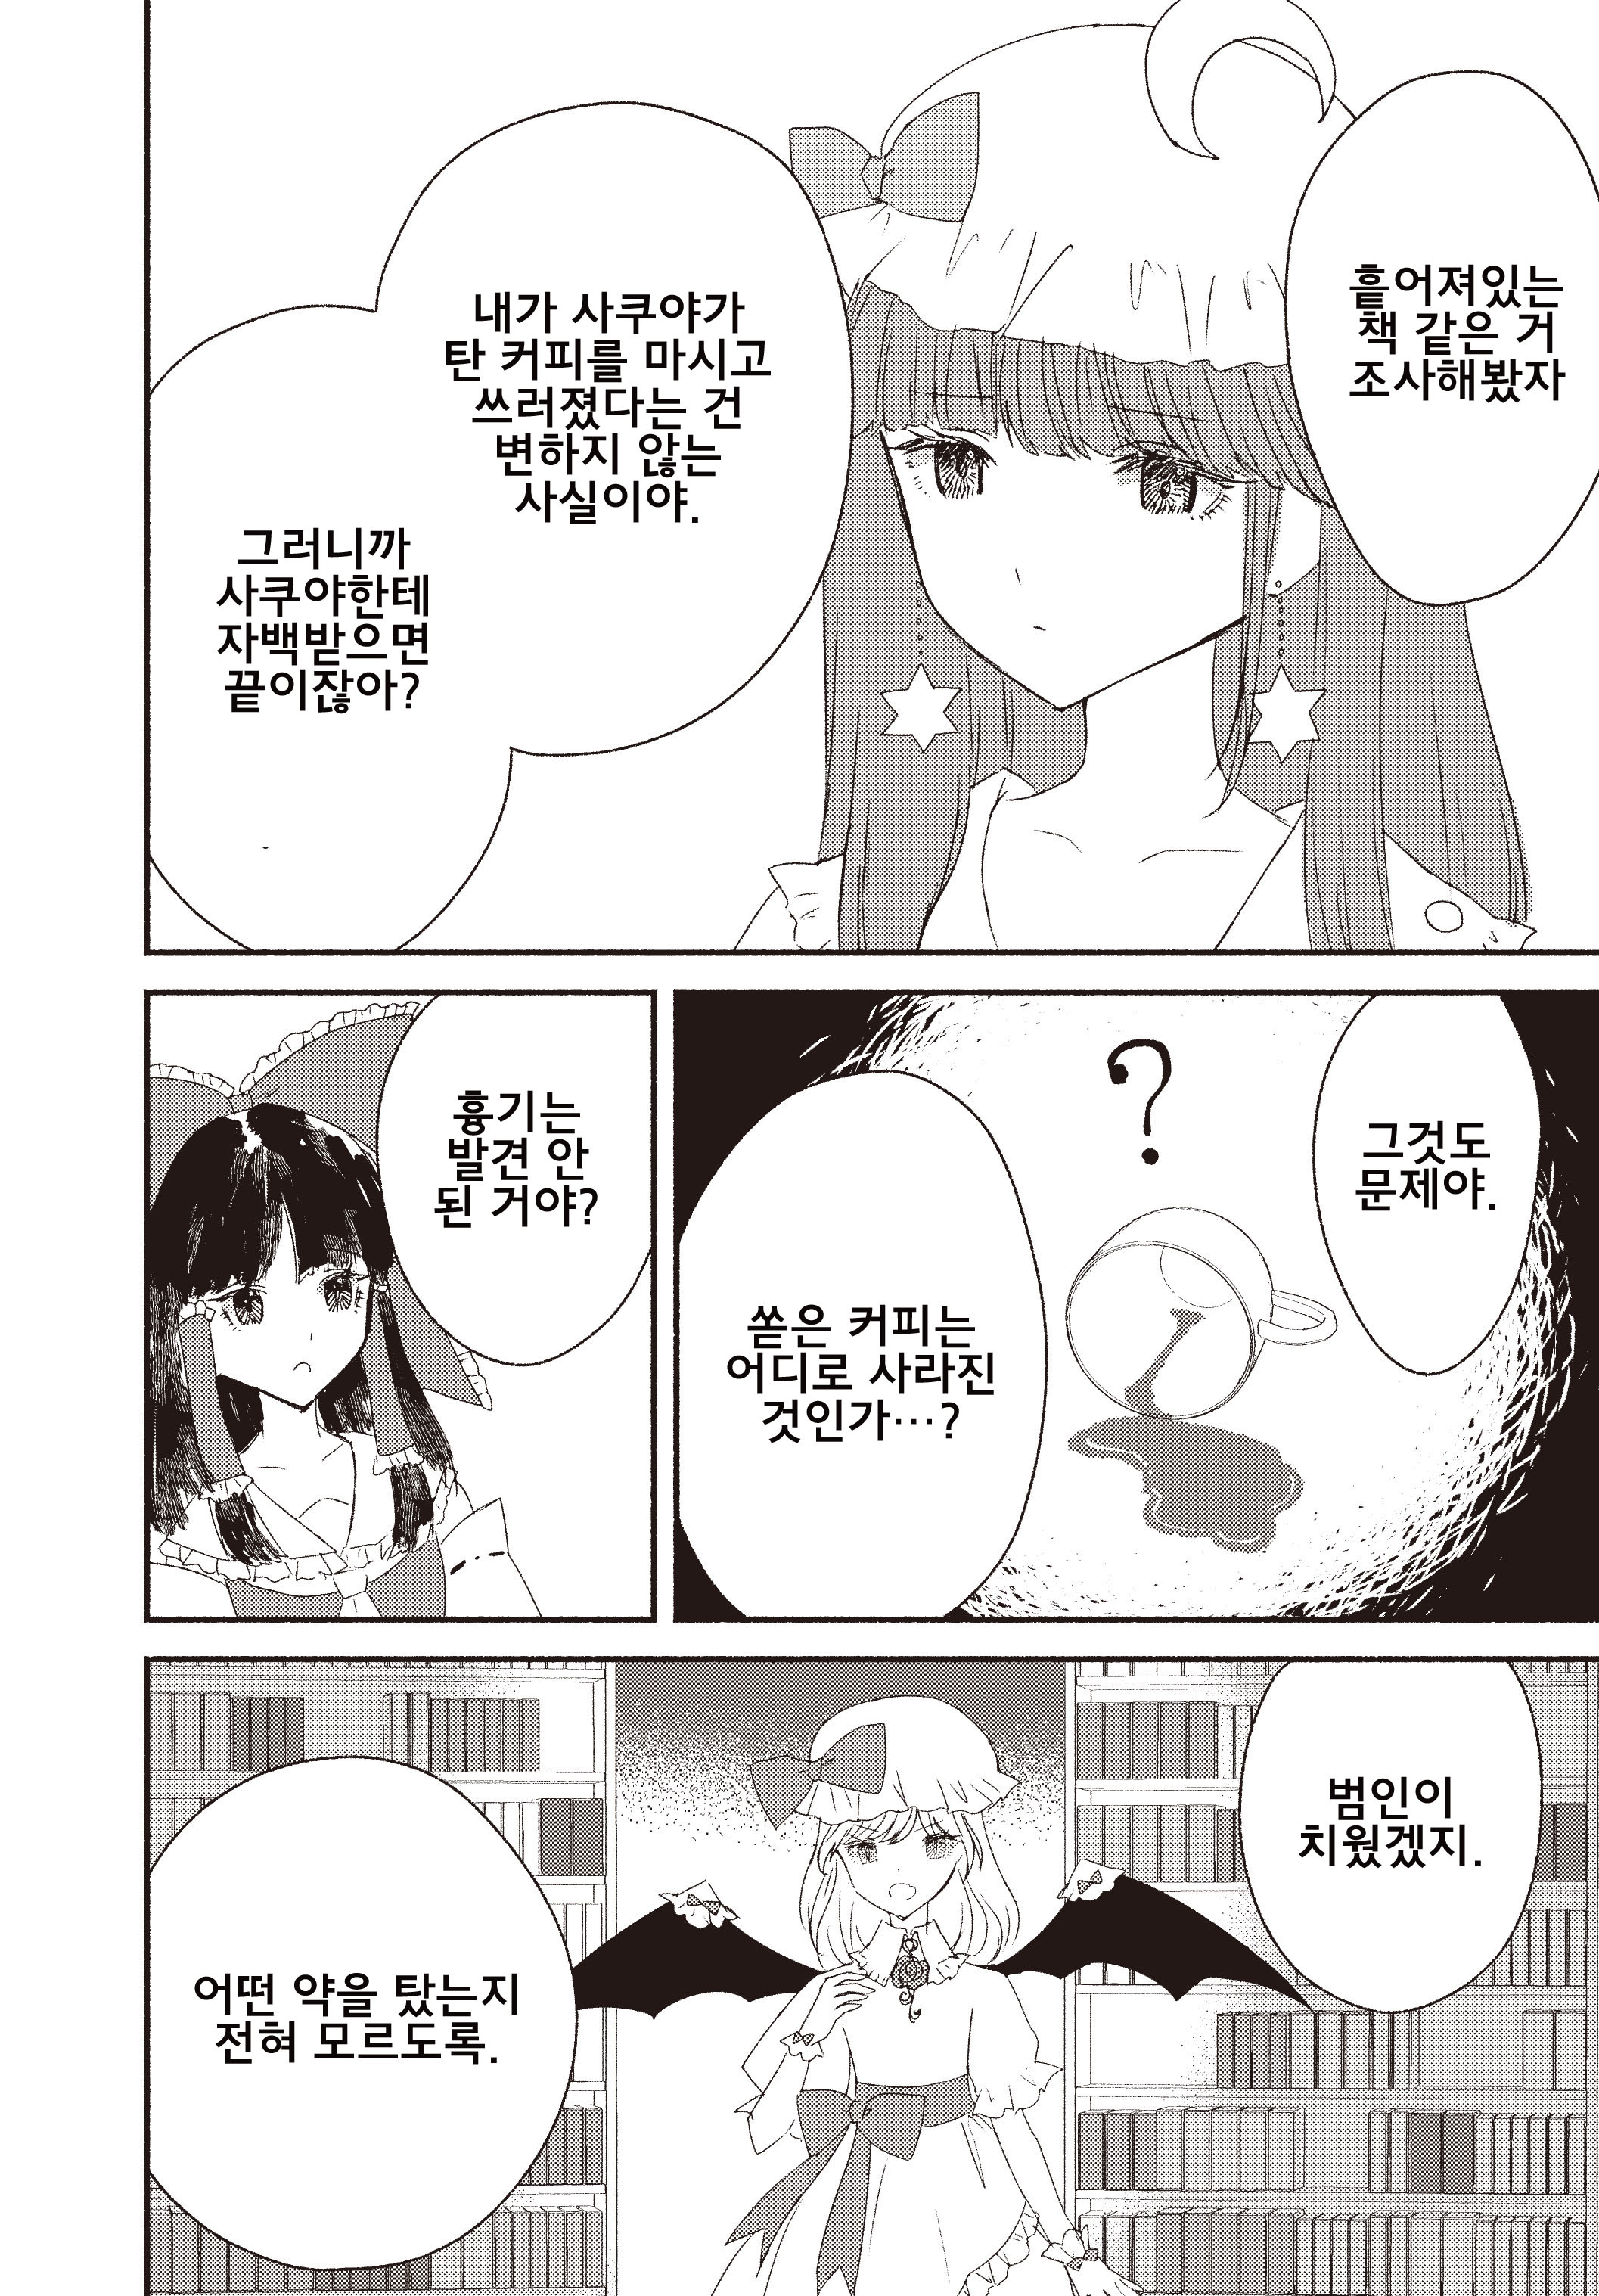 흩어져있는
책 같은 거
조사해봤자
내가 사쿠야가
탄 커피를 마시고
쓰러졌다는 건
변하지 않는
사실이야.
그러니까
사쿠야한테
자백받으면
끝이잖아?
그것도
문제야.
?
쏟은 커피는
어디로 사라진
것인가…?
흉기는
발견 안
된 거야?
범인이
치웠겠지.
어떤 약을 탔는지
전혀 모르도록.